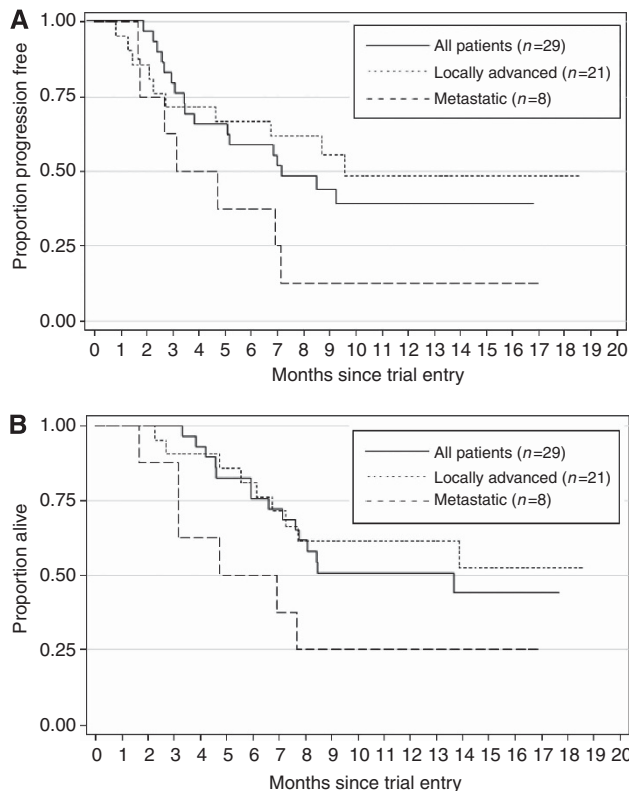 A
Proportion progression free
1.00
0.75
0.50
0.25
0.00
All patients (n=29)
Locally advanced (n=21)
Metastatic (n=8)
0 1 2 3 4 5 6 7 8 9 10 11 12 13 14 15 16 17 18 19 20
Months since trial entry
B
Proportion alive
1.00
0.75
0.50
0.25
0.00
All patients (n=29)
Locally advanced (n=21)
Metastatic (n=8)
0 1 2 3 4 5 6 7 8 9 10 11 12 13 14 15 16 17 18 19 20
Months since trial entry